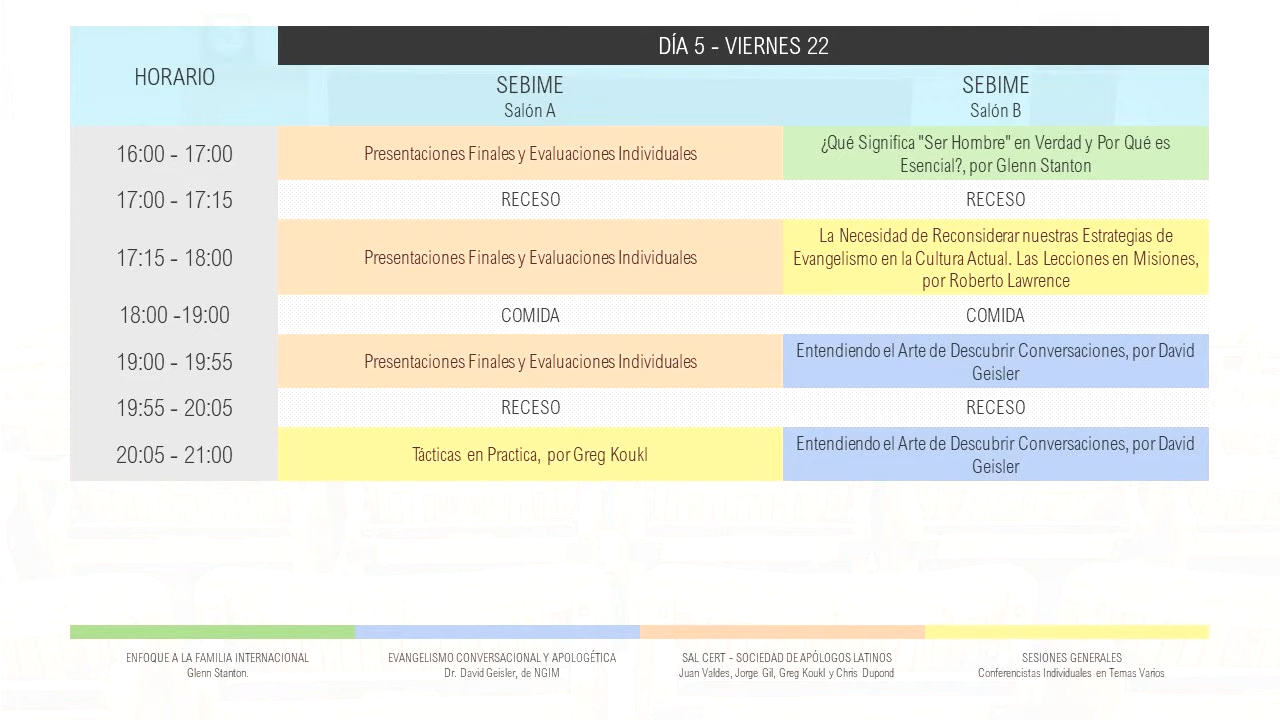 HORARIO
DÍA 5 - VIERNES 22
SEBIME
Salón A
SEBIME
Salón B
16:00 - 17:00
Presentaciones Finales y Evaluaciones Individuales
¿Qué Significa "Ser Hombre" en Verdad y Por Qué es
Esencial?, por Glenn Stanton
17:00 - 17:15
RECESO
RECESO
17:15 - 18:00
Presentaciones Finales y Evaluaciones Individuales
La Necesidad de Reconsiderar nuestras Estrategias de
Evangelismo en la Cultura Actual. Las Lecciones en Misiones,
por Roberto Lawrence
18:00 -19:00
COMIDA
COMIDA
19:00 - 19:55
Presentaciones Finales y Evaluaciones Individuales
Entendiendo el Arte de Descubrir Conversaciones, por David
Geisler
19:55 - 20:05
RECESO
RECESO
20:05 - 21:00
Tácticas en Practica, por Greg Koukl
Entendiendo el Arte de Descubrir Conversaciones, por David
Geisler
ENFOQUE A LA FAMILIA INTERNACIONAL
Glenn Stanton.
EVANGELISMO CONVERSACIONAL Y APOLOGÉTICA
Dr. David Geisler, de NGIM
SAL CERT - SOCIEDAD DE APÓLOGOS LATINOS
Juan Valdes, Jorge Gil, Greg Koukl y Chris Dupond
SESIONES GENERALES
Conferencistas Individuales en Temas Varios